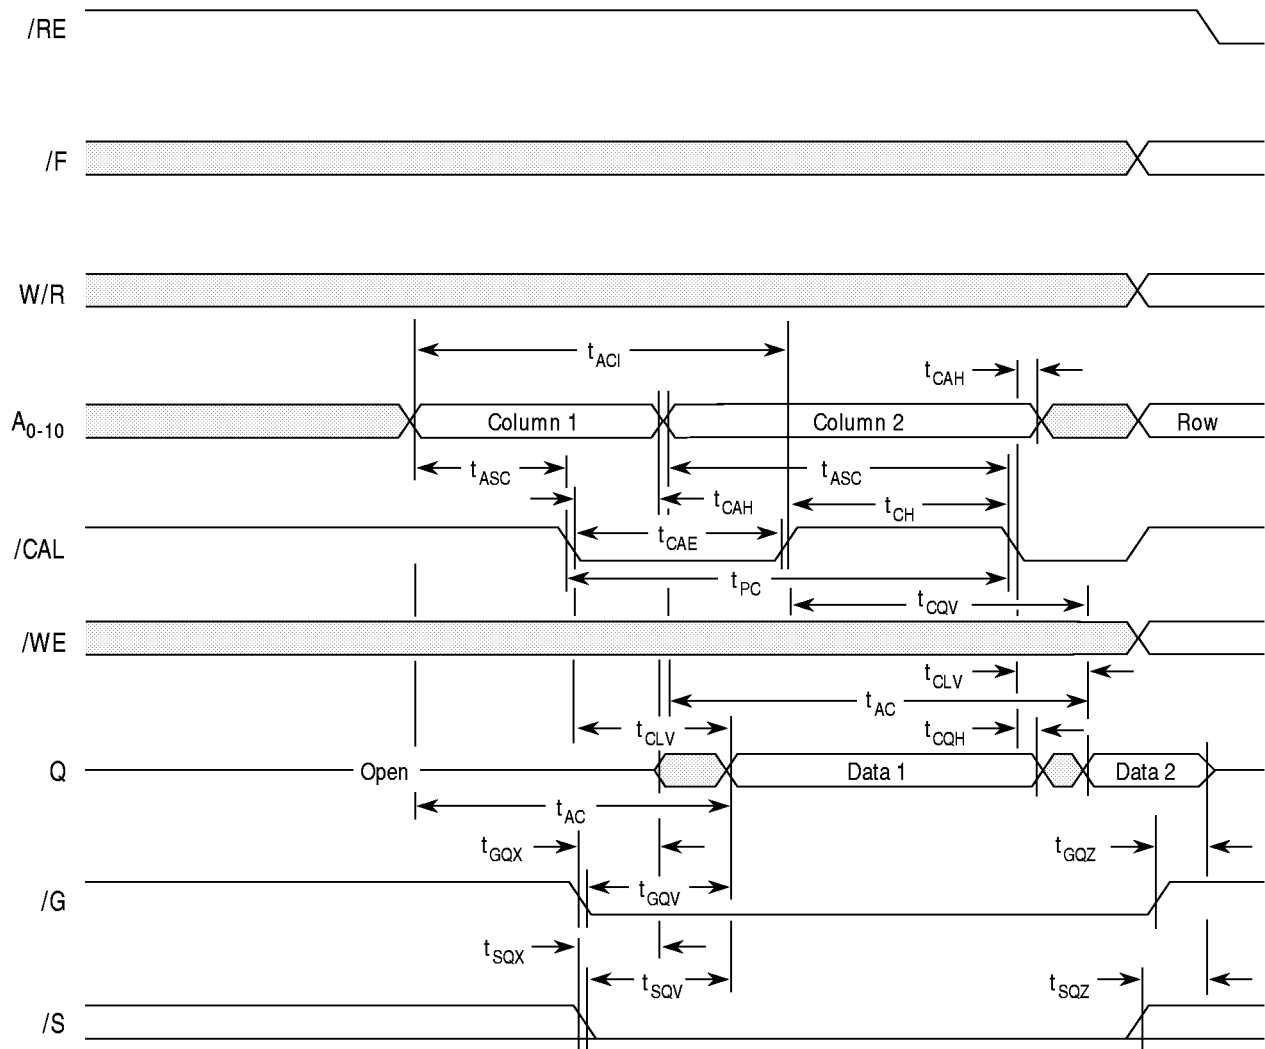 /RE
/F
W/R
tACI
tCAH
A0-10 Column 1 Column 2 Row
tASC tASC
tCAH tCH
/CAL tCAE
tPC
tCQV
/WE
tCLV
tAC
tCLV tCQH
Q Open Data 1 Data 2
tAC
tGQX tGQZ
/G tGQV
tSQX
tSQV tSQZ
/S